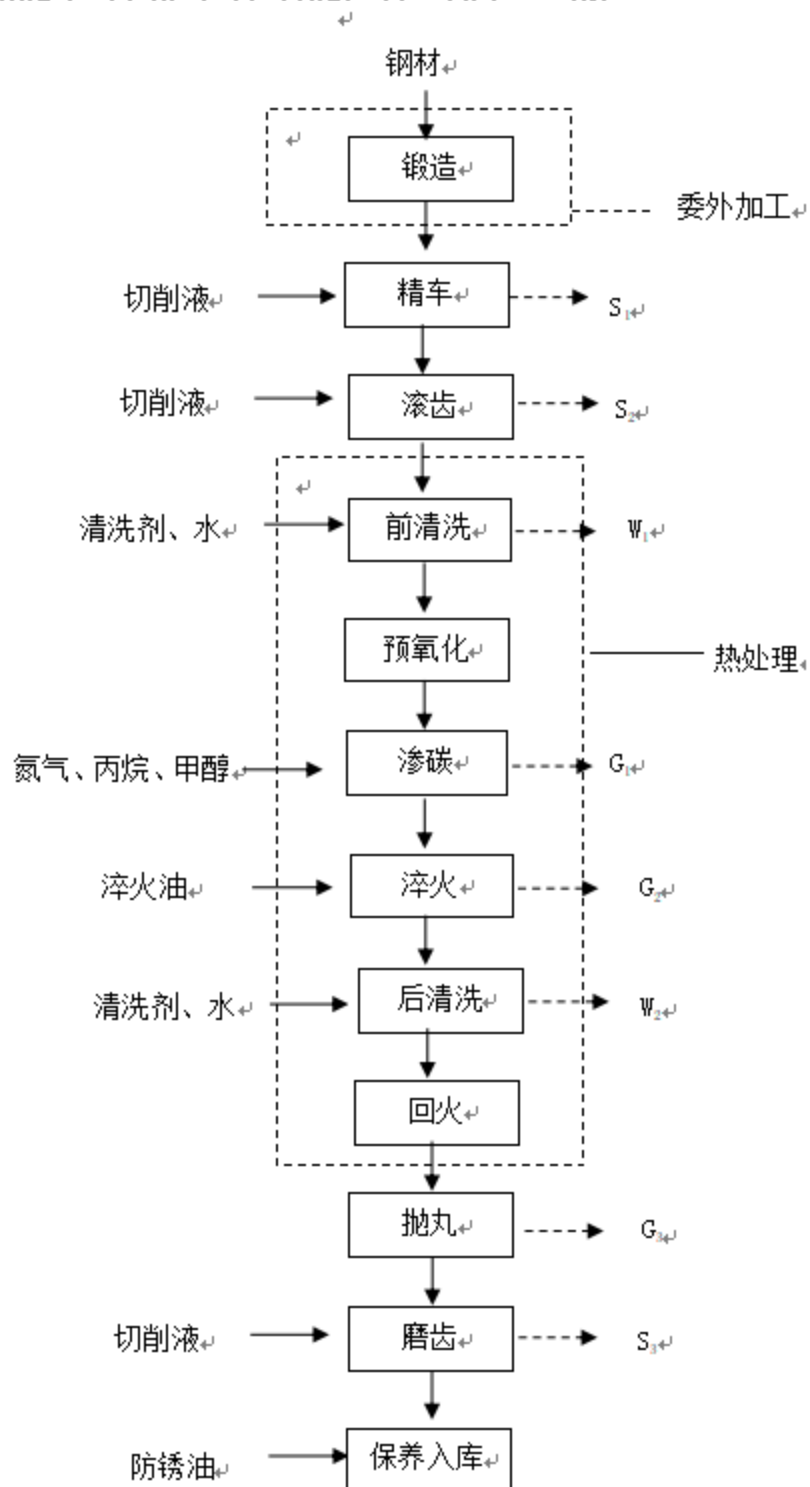 钢材
锻造
委外加工
切削液 精车 S₁
切削液 滚齿 S₂
清洗剂、水 前清洗 W₁
预氧化
热处理
氮气、丙烷、甲醇 渗碳 G₁
淬火油 淬火 G₂
清洗剂、水 后清洗 W₂
回火
抛丸 G₃
切削液 磨齿 S₃
防锈油 保养入库